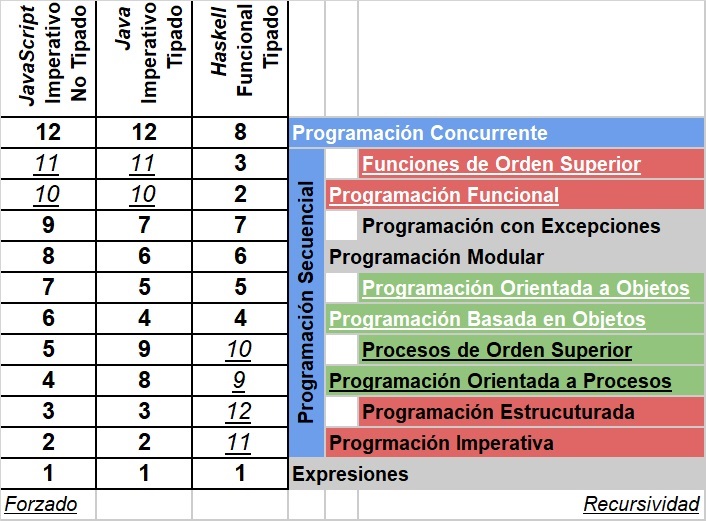 JavaScript
Imperativo
No Tipado
Java
Imperativo
Tipado
Haskell
Funcional
Tipado
12 12 8 Programación Concurrente
11 11 3 Funciones de Orden Superior
10 10 2 Programación Funcional
9 7 7 Programación con Excepciones
8 6 6 Programación Modular
7 5 5 Programación Orientada a Objetos
6 4 4 Programación Basada en Objetos
5 9 10 Procesos de Orden Superior
4 8 9 Programación Orientada a Procesos
3 3 12 Programación Estrucuturada
2 2 11 Progrmación Imperativa
Programación Secuencial
1 1 1 Expresiones
Forzado Recursividad